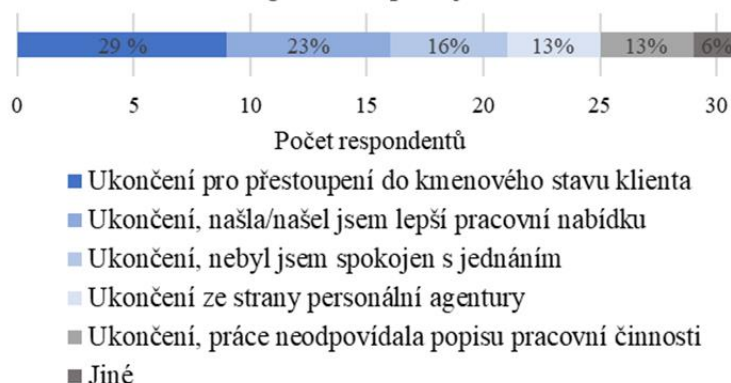 29 % 23% 16% 13% 13% 6%
0 5 10 15 20 25 30
Počet respondentů
Ukončení pro přestoupení do kmenového stavu klienta
Ukončení, našla/našel jsem lepší pracovní nabídku
Ukončení, nebyl jsem spokojen s jednáním
Ukončení ze strany personální agentury
Ukončení, práce neodpovídala popisu pracovní činnosti
Jiné